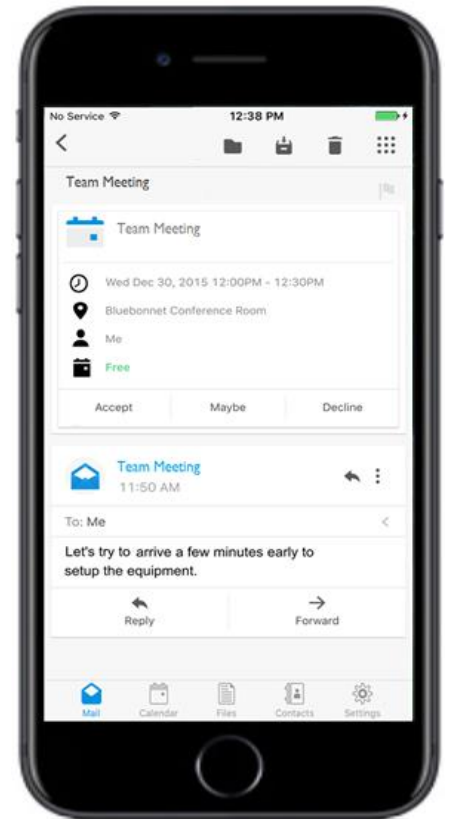 No Service 12:38 PM
Team Meeting
Team Meeting
Wed Dec 30, 2015 12:00PM - 12:30PM
Bluebonnet Conference Room
Me
Free
Accept Maybe Decline
Team Meeting
11:50 AM
To: Me
Let's try to arrive a few minutes early to
setup the equipment.
Reply Forward
Mail Calendar Files Contacts Settings